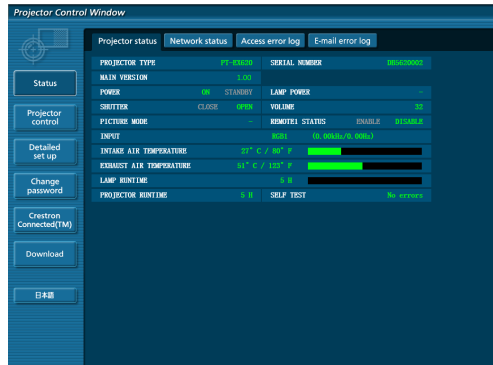 Projector Control Window
Projector status Network status Access error log E-mail error log
PROJECTOR TYPE PT-EX620 SERIAL NUMBER DB5620002
MAIN VERSION 1.00
POWER ON STANDBY LAMP POWER -
SHUTTER CLOSE OPEN VOLUME 32
PICTURE MODE - REMOTE1 STATUS ENABLE DISABLE
INPUT RGB1 (0.00kHz/0.00Hz)
INTAKE AIR TEMPERATURE 27° C / 80° F
EXHAUST AIR TEMPERATURE 51° C / 123° F
LAMP RUNTIME 5 H
PROJECTOR RUNTIME 5 H SELF TEST No errors
Status
Projector
control
Detailed
set up
Change
password
Crestron
Connected(TM)
Download
日本語